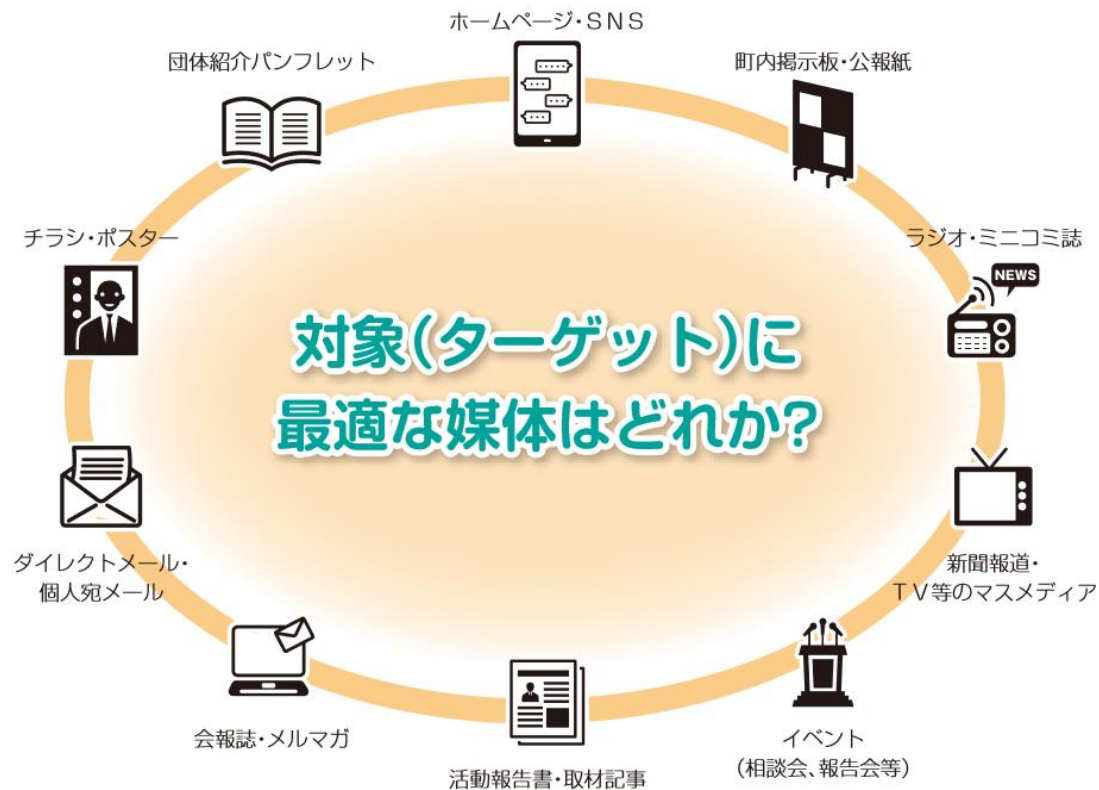 ホームページ・SNS
団体紹介パンフレット
町内掲示板・公報紙
チラシ・ポスター
ラジオ・ミニコミ誌
NEWS
対象(ターゲット)に
最適な媒体はどれか?
ダイレクトメール・
個人宛メール
新聞報道・
TV等のマスメディア
会報誌・メルマガ
イベント
(相談会、報告会等)
活動報告書・取材記事